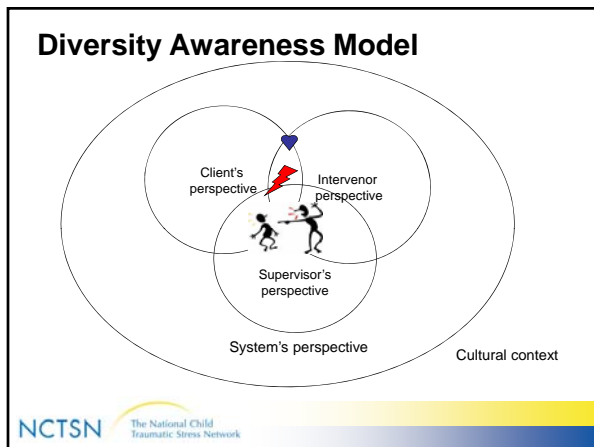 Diversity Awareness Model
Client's
perspective
Intervenor
perspective
Supervisor's
perspective
System's perspective
Cultural context
NCTSN
The National Child
Traumatic Stress Network